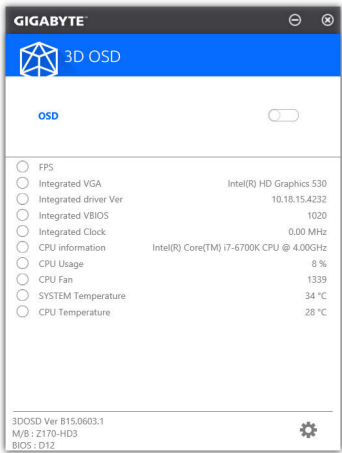 GIGABYTE™
3D OSD
OSD
FPS
Integrated VGA Intel(R) HD Graphics 530
Integrated driver Ver 10.18.15.4232
Integrated VBIOS 1020
Integrated Clock 0.00 MHz
CPU information Intel(R) Core(TM) i7-6700K CPU @ 4.00GHz
CPU Usage 8 %
CPU Fan 1339
SYSTEM Temperature 34 °C
CPU Temperature 28 °C
3DOSD Ver B15.0603.1
M/B : Z170-HD3
BIOS : D12